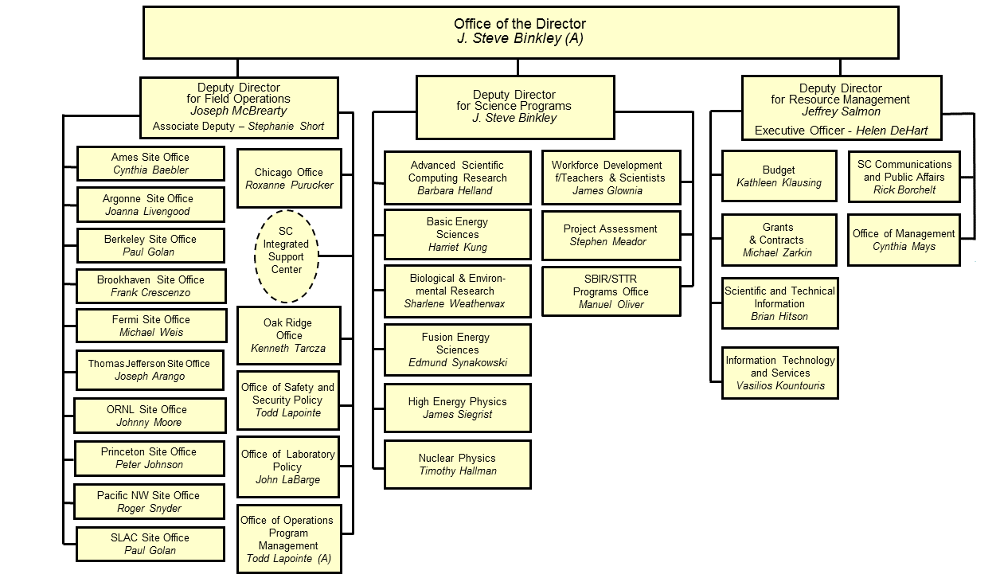 Office of the Director
J. Steve Binkley (A)
Deputy Director
for Field Operations
Joseph McBrearty
Associate Deputy – Stephanie Short
Ames Site Office
Cynthia Baebler
Argonne Site Office
Joanna Livengood
Berkeley Site Office
Paul Golan
Brookhaven Site Office
Frank Crescenzo
Fermi Site Office
Michael Weis
Thomas Jefferson Site Office
Joseph Arango
ORNL Site Office
Johnny Moore
Princeton Site Office
Peter Johnson
Pacific NW Site Office
Roger Snyder
SLAC Site Office
Paul Golan
Chicago Office
Roxanne Purucker
SC
Integrated
Support
Center
Oak Ridge
Office
Kenneth Tarcza
Office of Safety and
Security Policy
Todd Lapointe
Office of Laboratory
Policy
John LaBarge
Office of Operations
Program
Management
Todd Lapointe (A)
Deputy Director
for Science Programs
J. Steve Binkley
Advanced Scientific
Computing Research
Barbara Helland
Basic Energy
Sciences
Harriet Kung
Biological & Environ-
mental Research
Sharlene Weatherwax
Fusion Energy
Sciences
Edmund Synakowski
High Energy Physics
James Siegrist
Nuclear Physics
Timothy Hallman
Workforce Development
f/Teachers & Scientists
James Glownia
Project Assessment
Stephen Meador
SBIR/STTR
Programs Office
Manuel Oliver
Deputy Director
for Resource Management
Jeffrey Salmon
Executive Officer - Helen DeHart
Budget
Kathleen Klausing
Grants
& Contracts
Michael Zarkin
Scientific and Technical
Information
Brian Hitson
Information Technology
and Services
Vasilios Kountouris
SC Communications
and Public Affairs
Rick Borchelt
Office of Management
Cynthia Mays